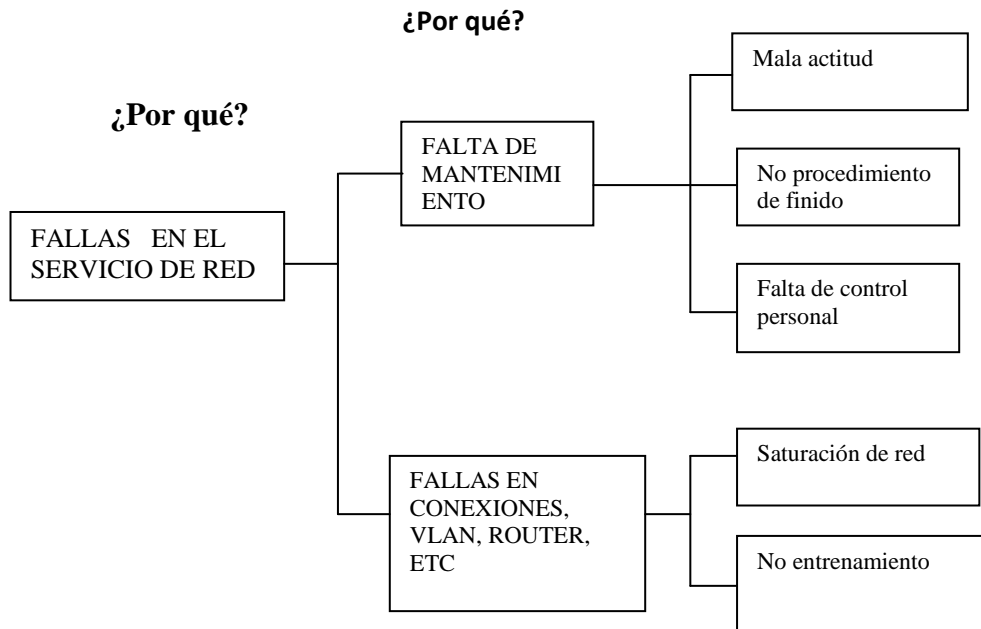 ¿Por qué?
¿Por qué?
FALLAS EN EL
SERVICIO DE RED
FALTA DE
MANTENIMI
ENTO
Mala actitud
No procedimiento
de finido
Falta de control
personal
FALLAS EN
CONEXIONES,
VLAN, ROUTER,
ETC
Saturación de red
No entrenamiento